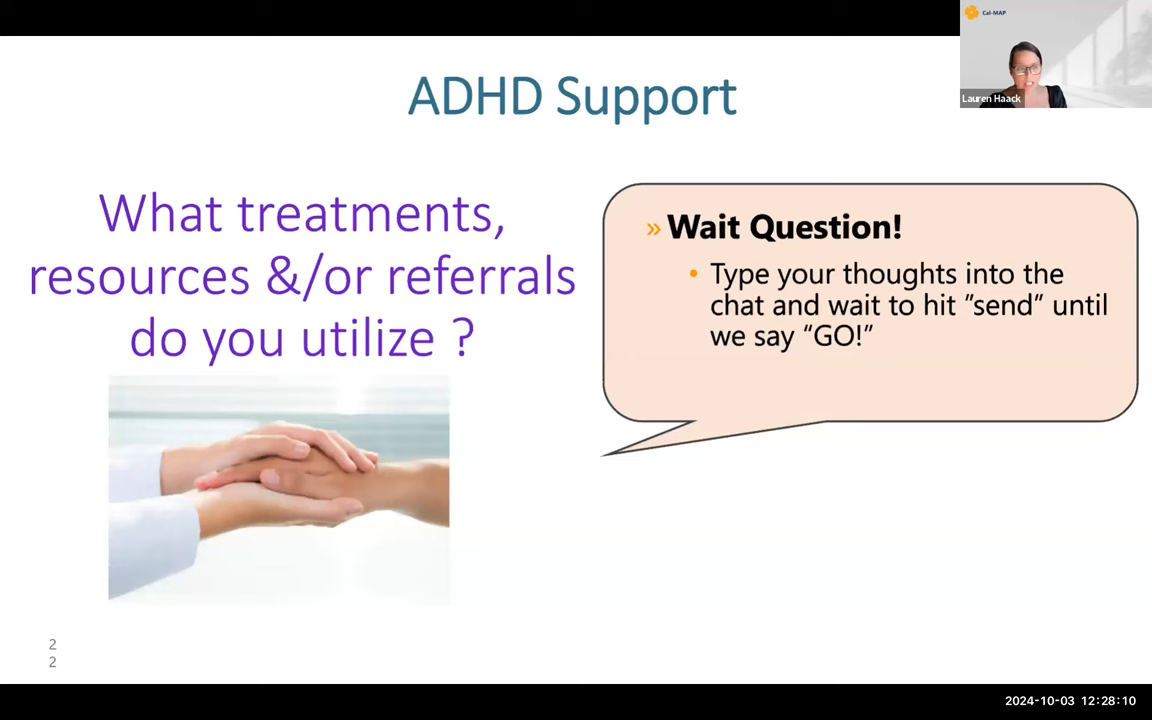 Cal-MAP
Lauren Haack
ADHD Support
What treatments,
resources &/or referrals
do you utilize ?
» Wait Question!
• Type your thoughts into the
chat and wait to hit ”send” until
we say “GO!”
2
2
2024-10-03 12:28:10